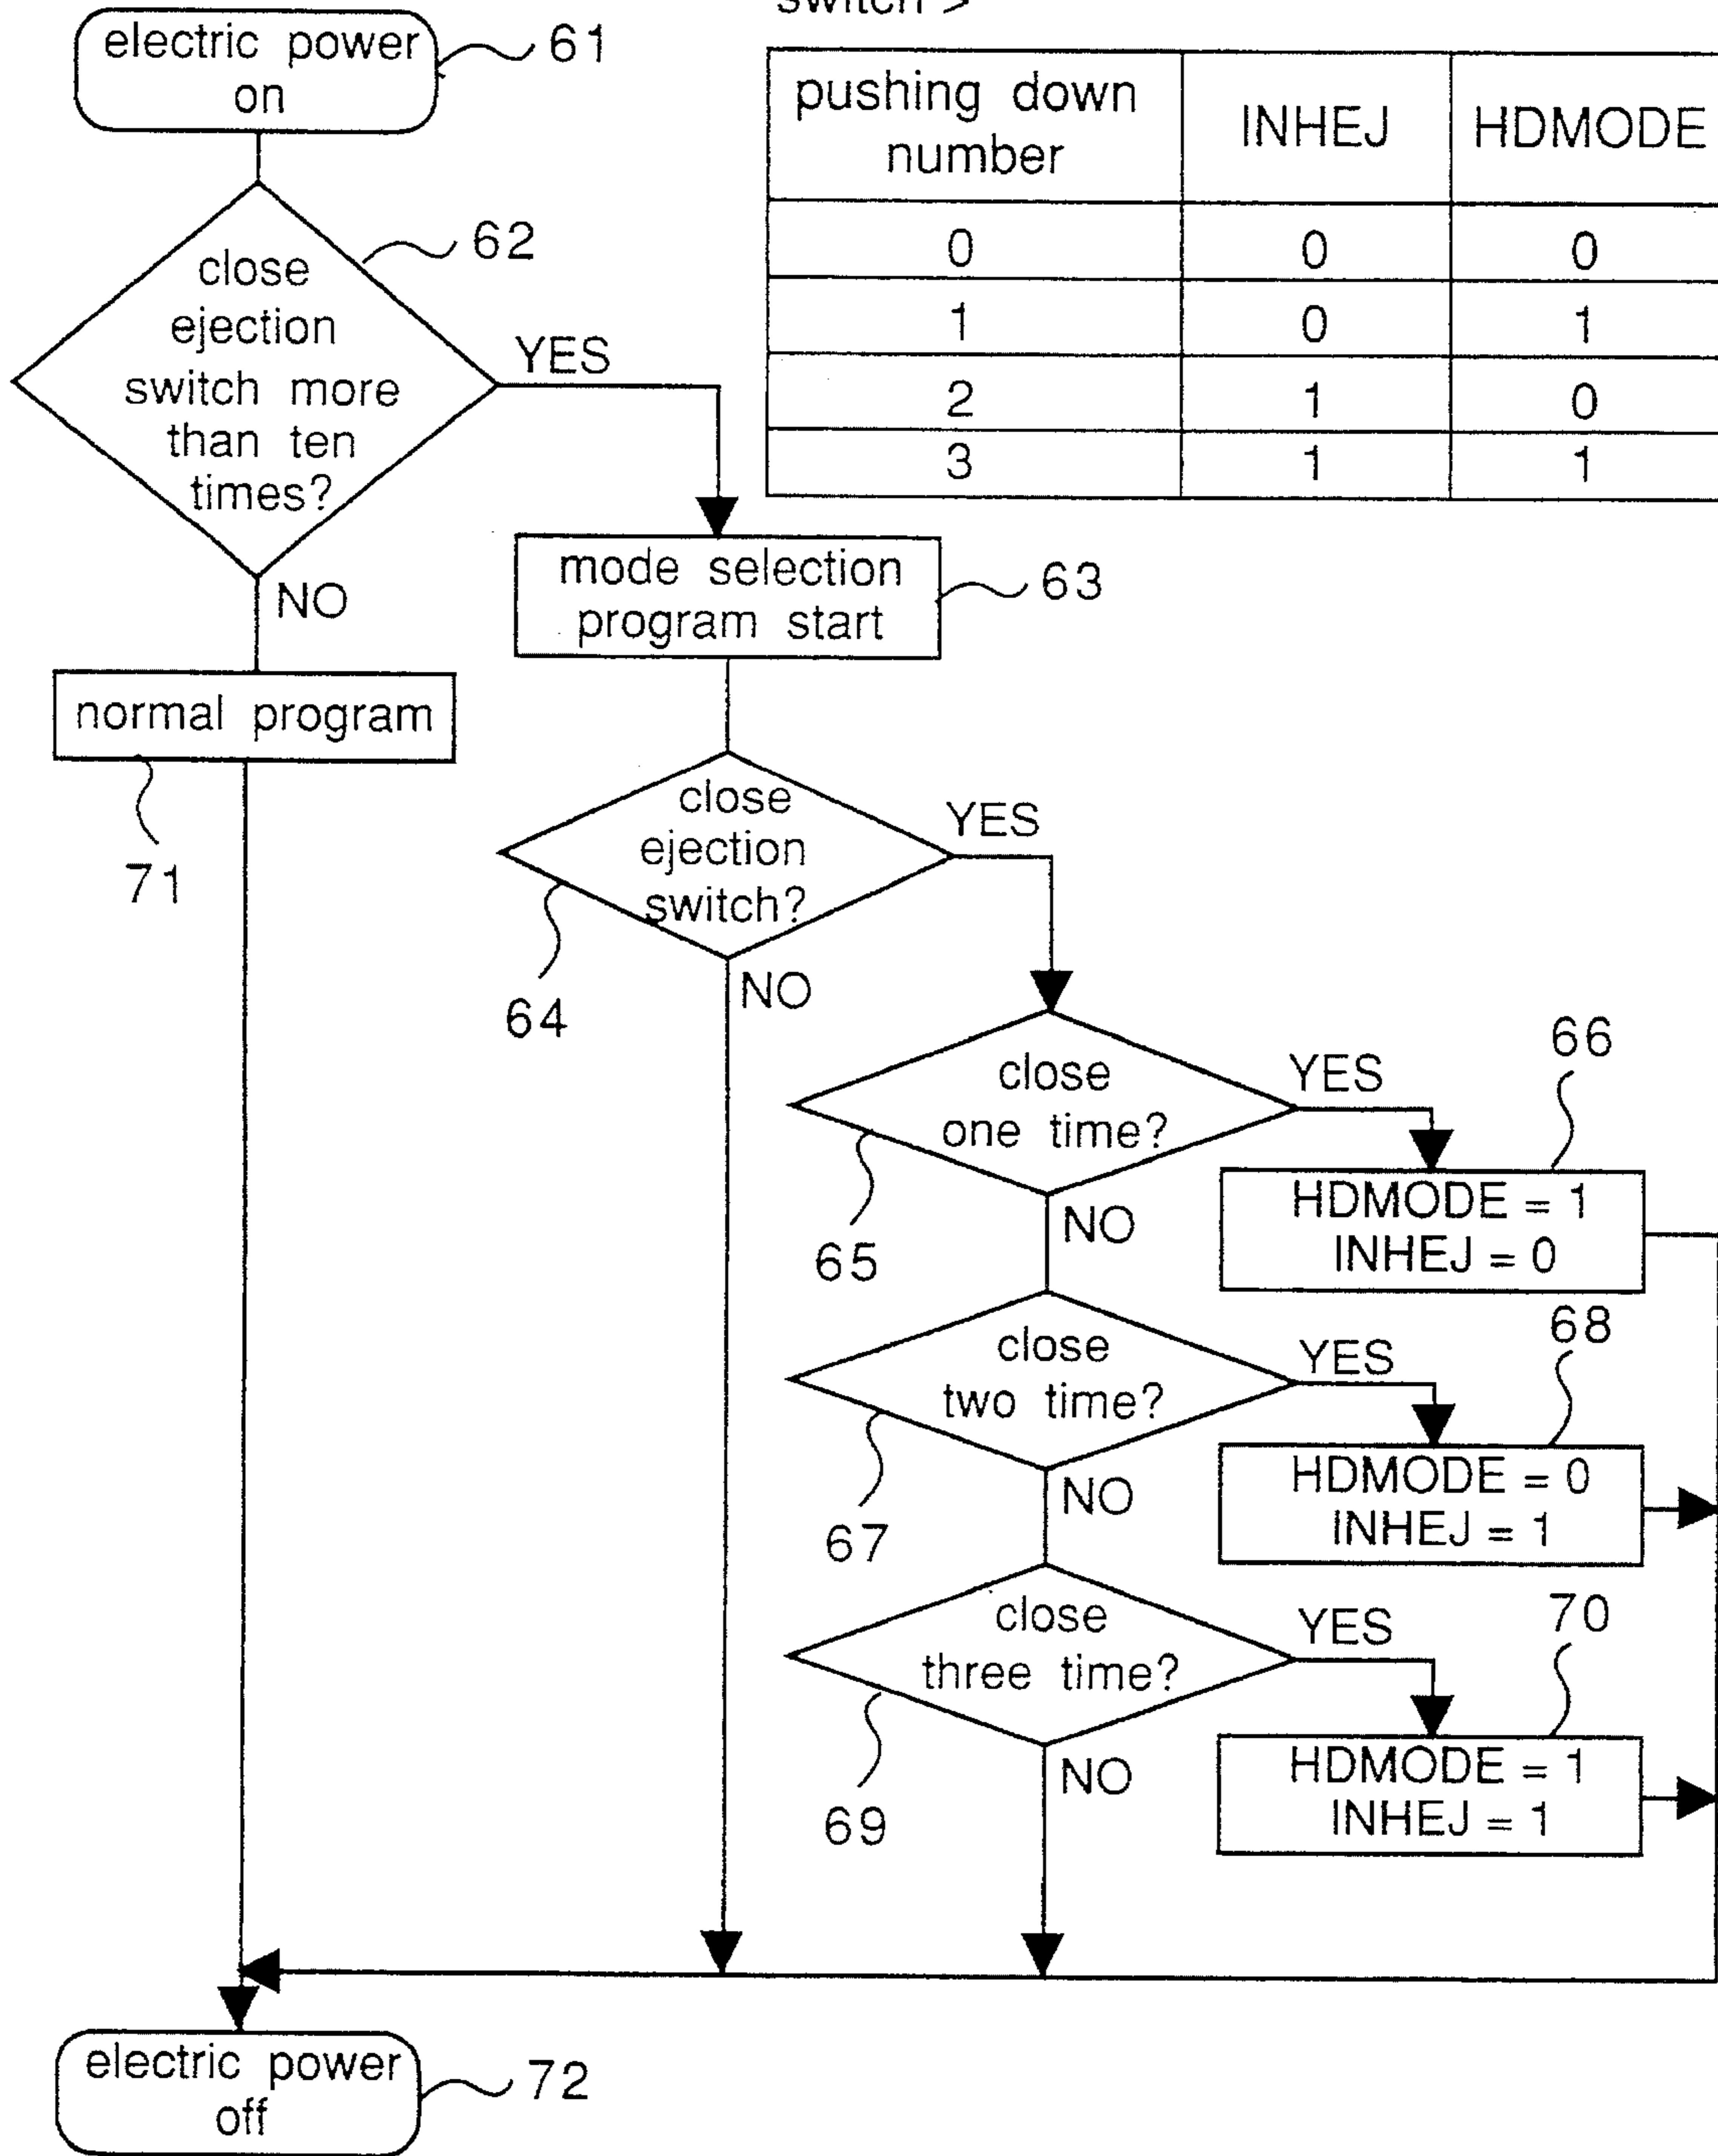 switch >
electric power
on
61
pushing down
number
INHEJ
HDMODE
0
0
0
1
0
1
2
1
0
3
1
1
close
ejection
switch more
than ten
times?
62
YES
NO
mode selection
program start
63
normal program
71
close
ejection
switch?
YES
64
NO
close
one time?
YES
66
65
NO
HDMODE = 1
INHEJ = 0
close
two time?
YES
68
67
NO
HDMODE = 0
INHEJ = 1
close
three time?
YES
70
69
NO
HDMODE = 1
INHEJ = 1
electric power
off
72